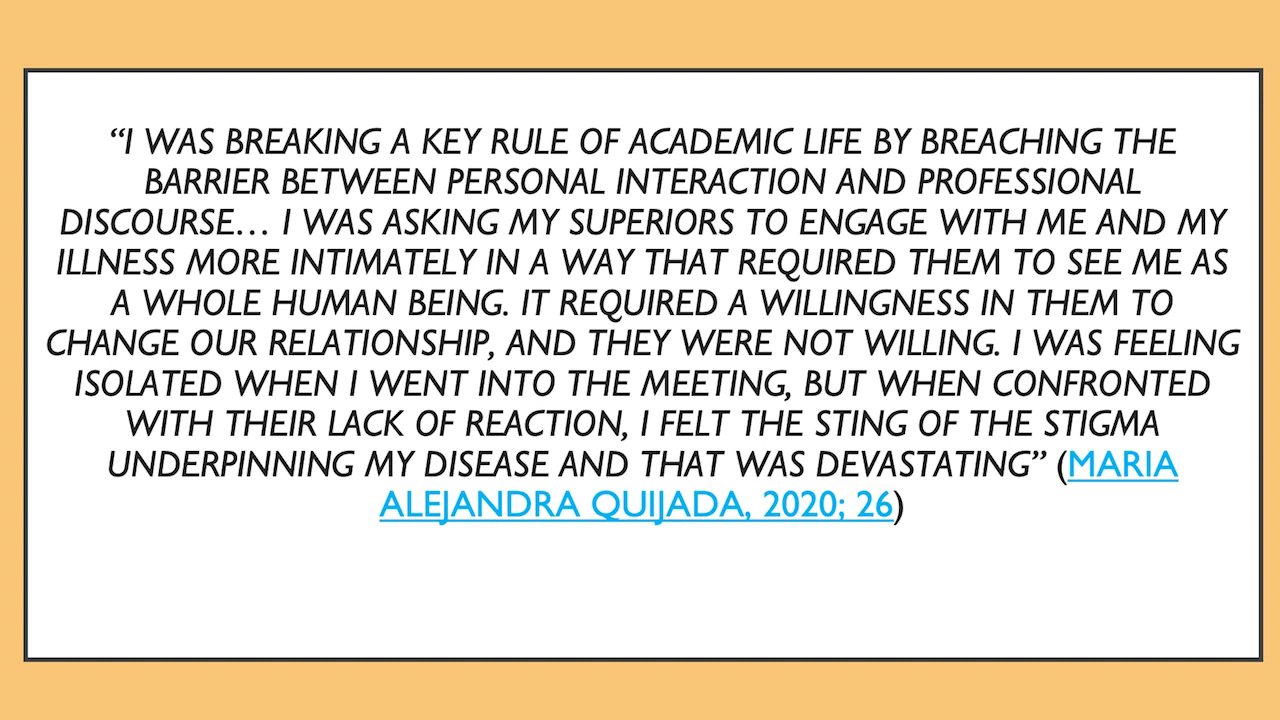 “I WAS BREAKING A KEY RULE OF ACADEMIC LIFE BY BREACHING THE
BARRIER BETWEEN PERSONAL INTERACTION AND PROFESSIONAL
DISCOURSE… I WAS ASKING MY SUPERIORS TO ENGAGE WITH ME AND MY
ILLNESS MORE INTIMATELY IN A WAY THAT REQUIRED THEM TO SEE ME AS
A WHOLE HUMAN BEING. IT REQUIRED A WILLINGNESS IN THEM TO
CHANGE OUR RELATIONSHIP, AND THEY WERE NOT WILLING. I WAS FEELING
ISOLATED WHEN I WENT INTO THE MEETING, BUT WHEN CONFRONTED
WITH THEIR LACK OF REACTION, I FELT THE STING OF THE STIGMA
UNDERPINNING MY DISEASE AND THAT WAS DEVASTATING” (MARIA
ALEJANDRA QUIJADA, 2020; 26)